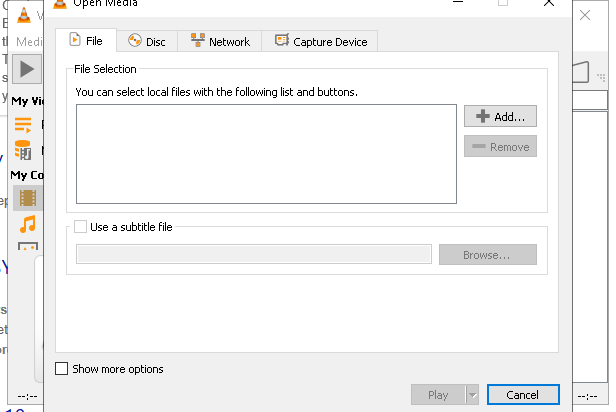 Open Media
File
Disc
Network
Capture Device
Media
File Selection
You can select local files with the following list and buttons.
Add...
Remove
My Vi
My Co
Use a subtitle file
Browse...
Show more options
Play
Cancel
--:--
--:--